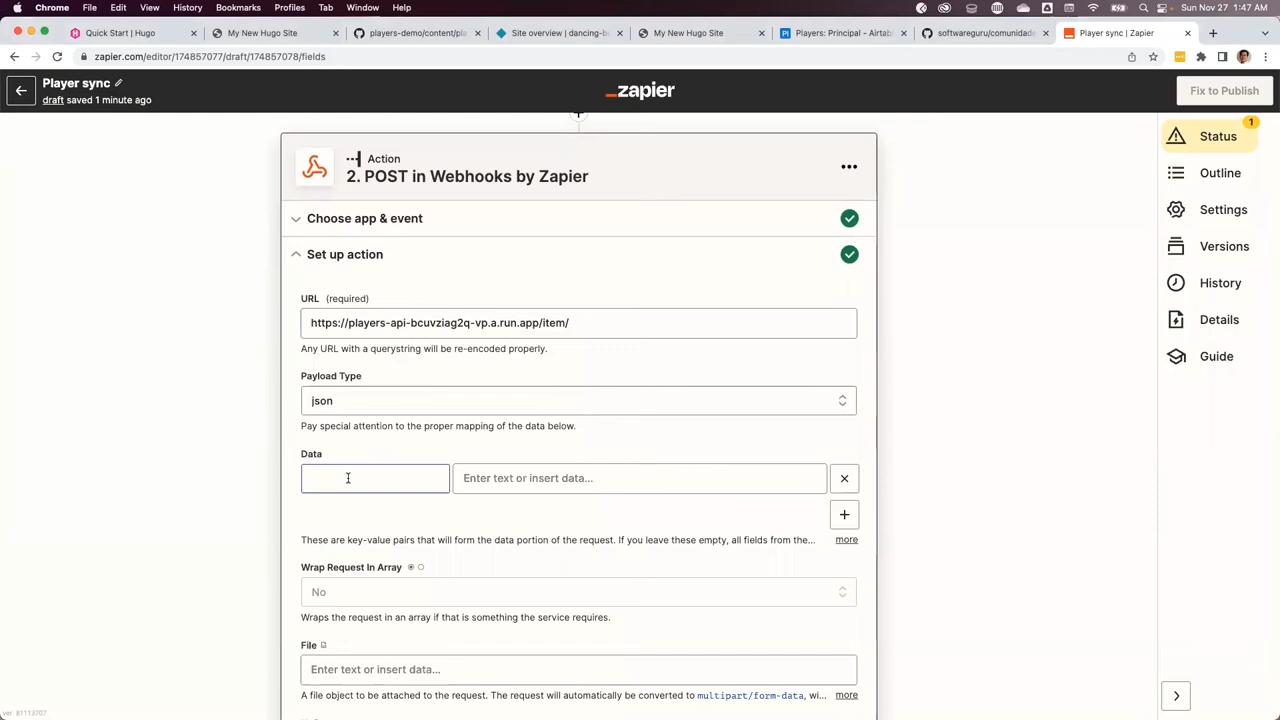 Chrome File Edit View History Bookmarks Profiles Tab Window Help
Sun Nov 5 1:47 AM
Quick Start | Hugo
My New Hugo Site
players-demo/content/pla
Site overview | dancing-b
My New Hugo Site
Players: Principal - Airtab
softwareguru/comunidade
Player sync | Zapier
zapier.com/editor/174857077/draft/174857078/fields
Player sync
draft saved 1 minute ago
_zapier
Fix to Publish
Action
2. POST in Webhooks by Zapier
Choose app & event
Set up action
URL (required)
https://players-api-bcuvziag2q-vp.a.run.app/item/
Any URL with a querystring will be re-encoded properly.
Payload Type
json
Pay special attention to the proper mapping of the data below.
Data
Enter text or insert data...
These are key-value pairs that will form the data portion of the request. If you leave these empty, all fields from the... more
Wrap Request In Array
No
Wraps the request in an array if that is something the service requires.
File
Enter text or insert data...
A file object to be attached to the request. The request will automatically be converted to multipart/form-data, wi... more
1
Status
Outline
Settings
Versions
History
Details
Guide